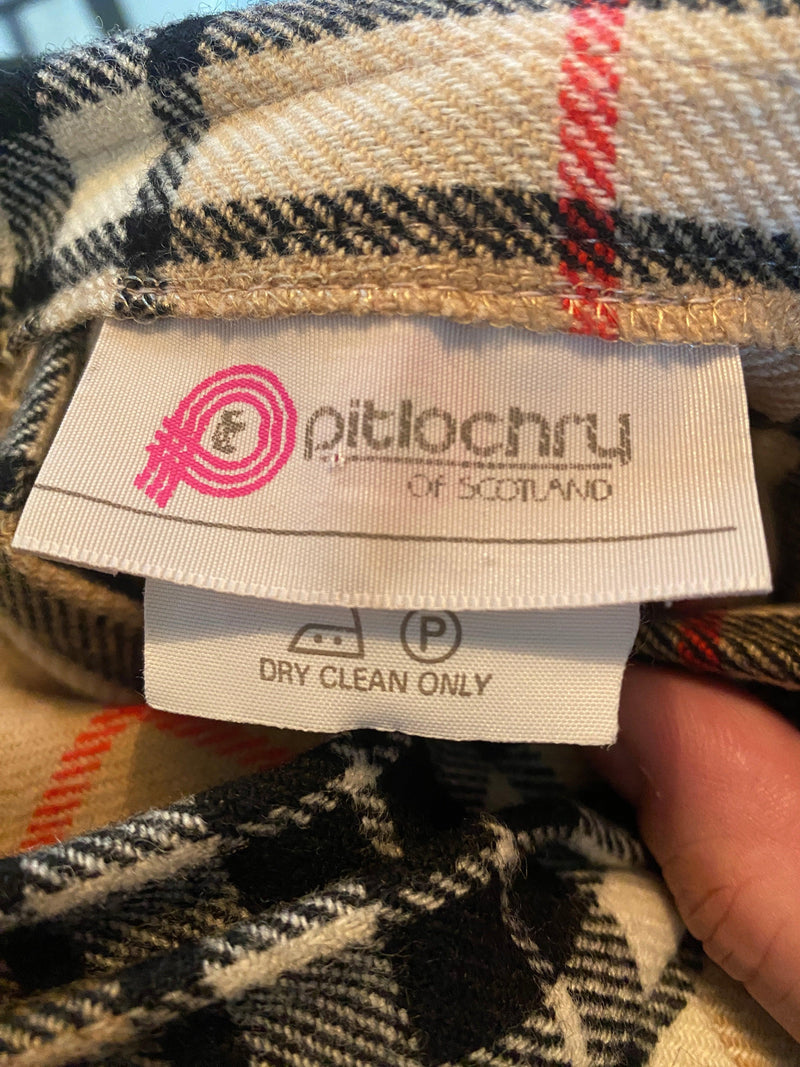 pitlochry
OF SCOTLAND
P
DRY CLEAN ONLY